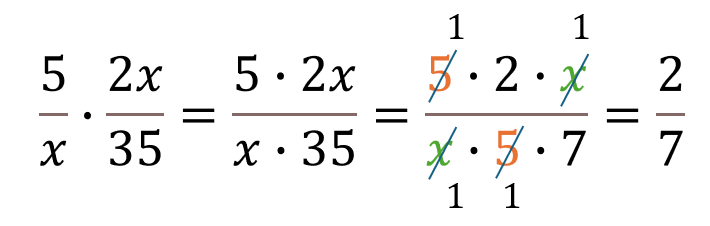 1 1
5/x · 2x/35 = 5 · 2x/x · 35 = 5 · 2 · x/x · 5 · 7 = 2/7
1 1